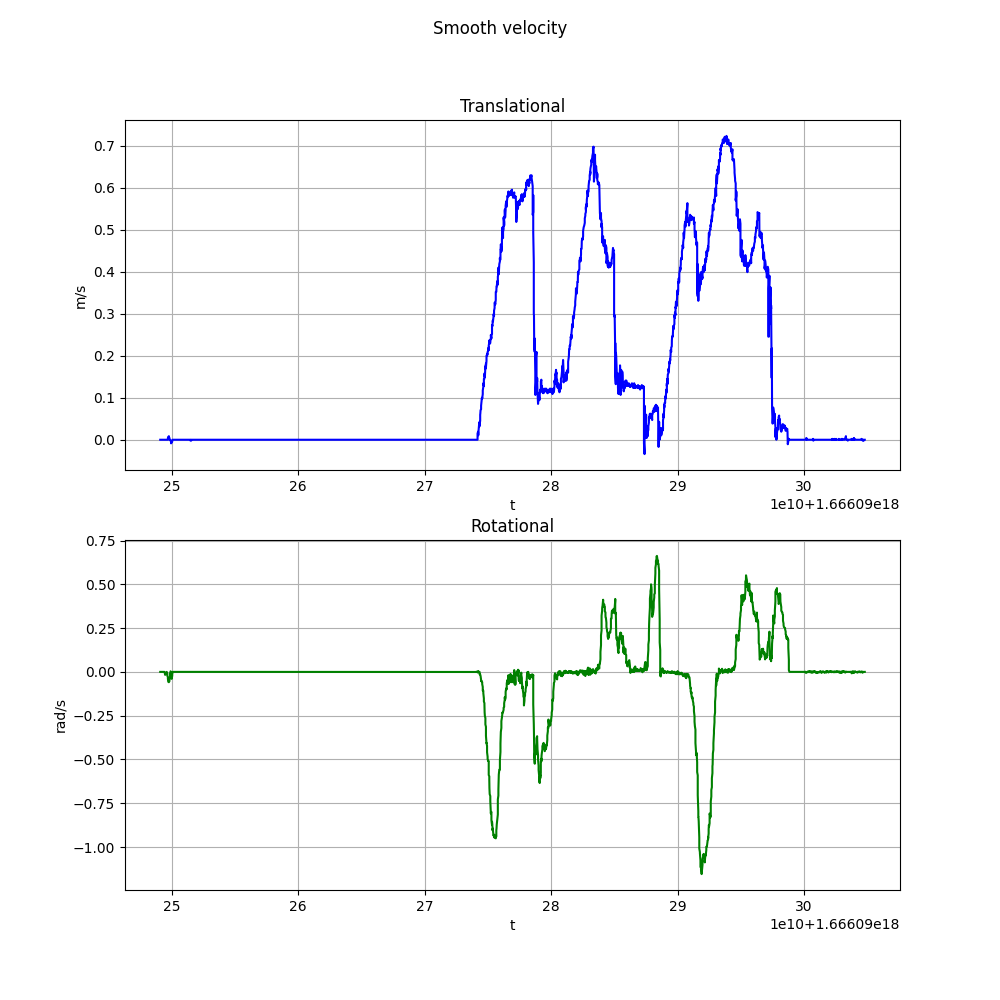 Smooth velocity
Translational
0.7
0.6
0.5
0.4
0.3
0.2
0.1
0.0
m/s
25 26 27 28 29 30
t
1e10+1.66609e18
Rotational
0.75
0.50
0.25
0.00
−0.25
−0.50
−0.75
−1.00
rad/s
25 26 27 28 29 30
t
1e10+1.66609e18